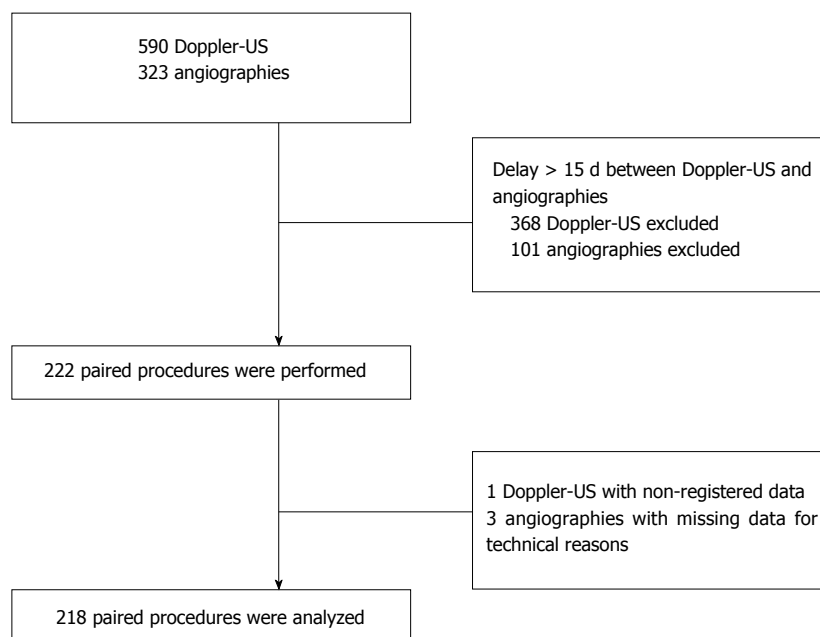 590 Doppler-US
323 angiographies
Delay > 15 d between Doppler-US and
angiographies
368 Doppler-US excluded
101 angiographies excluded
222 paired procedures were performed
1 Doppler-US with non-registered data
3 angiographies with missing data for
technical reasons
218 paired procedures were analyzed